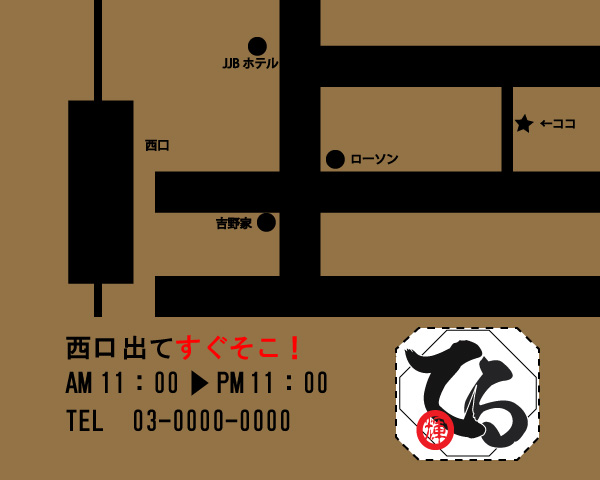 JJB ホテル
←ココ
西口
ローソン
吉野家
西口 出てすぐそこ！
AM 11：00 ▶ PM 11：00
TEL 03-0000-0000
てら
輝